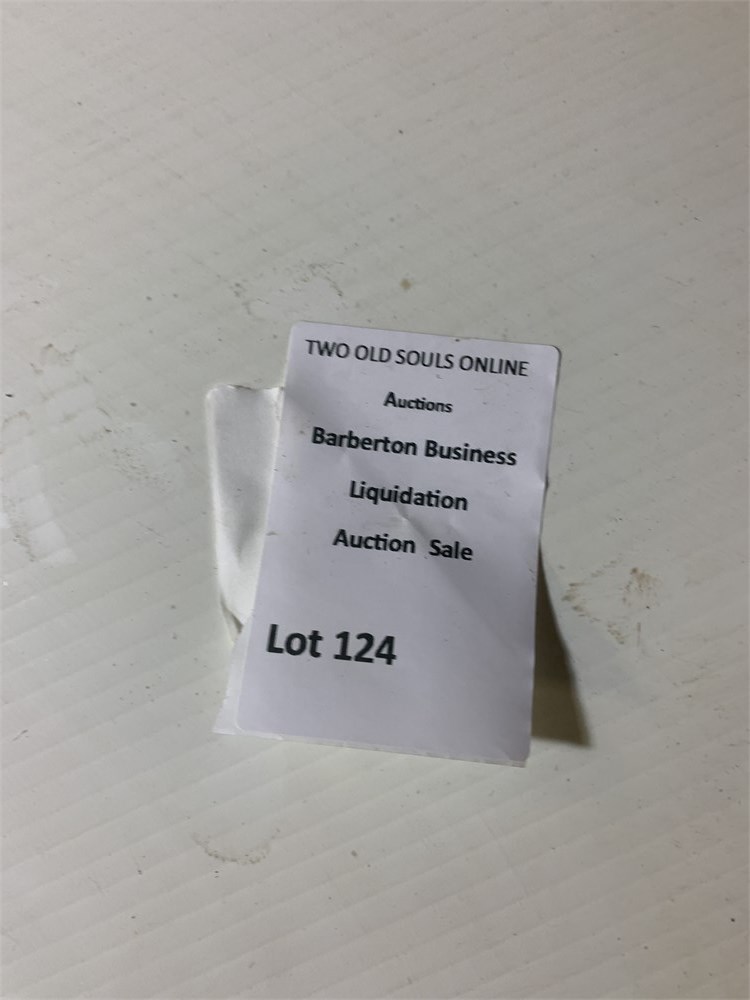 TWO OLD SOULS ONLINE
Auctions
Barberton Business
Liquidation
Auction Sale
Lot 124